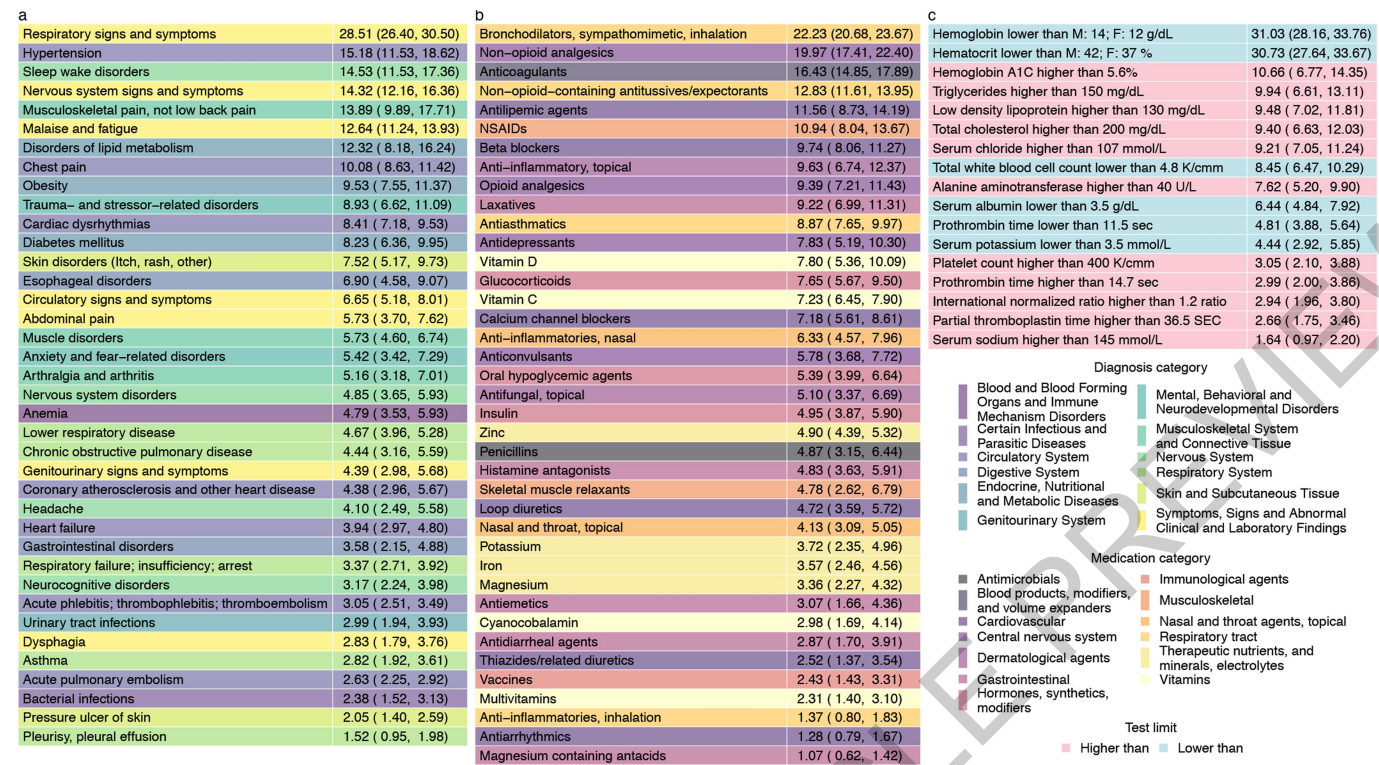 a
Respiratory signs and symptoms 28.51 (26.40, 30.50)
Hypertension 15.18 (11.53, 18.62)
Sleep wake disorders 14.53 (11.53, 17.36)
Nervous system signs and symptoms 14.32 (12.16, 16.36)
Musculoskeletal pain, not low back pain 13.89 ( 9.89, 17.71)
Malaise and fatigue 12.64 (11.24, 13.93)
Disorders of lipid metabolism 12.32 ( 8.18, 16.24)
Chest pain 10.08 ( 8.63, 11.42)
Obesity 9.53 ( 7.55, 11.37)
Trauma− and stressor−related disorders 8.93 ( 6.62, 11.09)
Cardiac dysrhythmias 8.41 ( 7.18, 9.53)
Diabetes mellitus 8.23 ( 6.36, 9.95)
Skin disorders (Itch, rash, other) 7.52 ( 5.17, 9.73)
Esophageal disorders 6.90 ( 4.58, 9.07)
Circulatory signs and symptoms 6.65 ( 5.18, 8.01)
Abdominal pain 5.73 ( 3.70, 7.62)
Muscle disorders 5.73 ( 4.60, 6.74)
Anxiety and fear−related disorders 5.42 ( 3.42, 7.29)
Arthralgia and arthritis 5.16 ( 3.18, 7.01)
Nervous system disorders 4.85 ( 3.65, 5.93)
Anemia 4.79 ( 3.53, 5.93)
Lower respiratory disease 4.67 ( 3.96, 5.28)
Chronic obstructive pulmonary disease 4.44 ( 3.16, 5.59)
Genitourinary signs and symptoms 4.39 ( 2.98, 5.68)
Coronary atherosclerosis and other heart disease 4.38 ( 2.96, 5.67)
Headache 4.10 ( 2.49, 5.58)
Heart failure 3.94 ( 2.97, 4.80)
Gastrointestinal disorders 3.58 ( 2.15, 4.88)
Respiratory failure; insufficiency; arrest 3.37 ( 2.71, 3.92)
Neurocognitive disorders 3.17 ( 2.24, 3.98)
Acute phlebitis; thrombophlebitis; thromboembolism 3.05 ( 2.51, 3.49)
Urinary tract infections 2.99 ( 1.94, 3.93)
Dysphagia 2.83 ( 1.79, 3.76)
Asthma 2.82 ( 1.92, 3.61)
Acute pulmonary embolism 2.63 ( 2.25, 2.92)
Bacterial infections 2.38 ( 1.52, 3.13)
Pressure ulcer of skin 2.05 ( 1.40, 2.59)
Pleurisy, pleural effusion 1.52 ( 0.95, 1.98)
b
Bronchodilators, sympathomimetic, inhalation 22.23 (20.68, 23.67)
Non−opioid analgesics 19.97 (17.41, 22.40)
Anticoagulants 16.43 (14.85, 17.89)
Non−opioid−containing antitussives/expectorants 12.83 (11.61, 13.95)
Antilipemic agents 11.56 ( 8.73, 14.19)
NSAIDs 10.94 ( 8.04, 13.67)
Beta blockers 9.74 ( 8.06, 11.27)
Anti−inflammatory, topical 9.63 ( 6.74, 12.37)
Opioid analgesics 9.39 ( 7.21, 11.43)
Laxatives 9.22 ( 6.99, 11.31)
Antiasthmatics 8.87 ( 7.65, 9.97)
Antidepressants 7.83 ( 5.19, 10.30)
Vitamin D 7.80 ( 5.36, 10.09)
Glucocorticoids 7.65 ( 5.67, 9.50)
Vitamin C 7.23 ( 6.45, 7.90)
Calcium channel blockers 7.18 ( 5.61, 8.61)
Anti−inflammatories, nasal 6.33 ( 4.57, 7.96)
Anticonvulsants 5.78 ( 3.68, 7.72)
Oral hypoglycemic agents 5.39 ( 3.99, 6.64)
Antifungal, topical 5.10 ( 3.37, 6.69)
Insulin 4.95 ( 3.87, 5.90)
Zinc 4.90 ( 4.39, 5.32)
Penicillins 4.87 ( 3.15, 6.44)
Histamine antagonists 4.83 ( 3.63, 5.91)
Skeletal muscle relaxants 4.78 ( 2.62, 6.79)
Loop diuretics 4.72 ( 3.59, 5.72)
Nasal and throat, topical 4.13 ( 3.09, 5.05)
Potassium 3.72 ( 2.35, 4.96)
Iron 3.57 ( 2.46, 4.56)
Magnesium 3.36 ( 2.27, 4.32)
Antiemetics 3.07 ( 1.66, 4.36)
Cyanocobalamin 2.98 ( 1.69, 4.14)
Antidiarrheal agents 2.87 ( 1.70, 3.91)
Thiazides/related diuretics 2.52 ( 1.37, 3.54)
Vaccines 2.43 ( 1.43, 3.31)
Multivitamins 2.31 ( 1.40, 3.10)
Anti−inflammatories, inhalation 1.37 ( 0.80, 1.83)
Antiarrhythmics 1.28 ( 0.79, 1.67)
Magnesium containing antacids 1.07 ( 0.62, 1.42)
c
Hemoglobin lower than M: 14; F: 12 g/dL 31.03 (28.16, 33.76)
Hematocrit lower than M: 42; F: 37 % 30.73 (27.64, 33.67)
Hemoglobin A1C higher than 5.6% 10.66 ( 6.77, 14.35)
Triglycerides higher than 150 mg/dL 9.94 ( 6.61, 13.11)
Low density lipoprotein higher than 130 mg/dL 9.48 ( 7.02, 11.81)
Total cholesterol higher than 200 mg/dL 9.40 ( 6.63, 12.03)
Serum chloride higher than 107 mmol/L 9.21 ( 7.05, 11.24)
Total white blood cell count lower than 4.8 K/cmm 8.45 ( 6.47, 10.29)
Alanine aminotransferase higher than 40 U/L 7.62 ( 5.20, 9.90)
Serum albumin lower than 3.5 g/dL 6.44 ( 4.84, 7.92)
Prothrombin time lower than 11.5 sec 4.81 ( 3.88, 5.64)
Serum potassium lower than 3.5 mmol/L 4.44 ( 2.92, 5.85)
Platelet count higher than 400 K/cmm 3.05 ( 2.10, 3.88)
Prothrombin time higher than 14.7 sec 2.99 ( 2.00, 3.86)
International normalized ratio higher than 1.2 ratio 2.94 ( 1.96, 3.80)
Partial thromboplastin time higher than 36.5 SEC 2.66 ( 1.75, 3.46)
Serum sodium higher than 145 mmol/L 1.64 ( 0.97, 2.20)
Diagnosis category
Blood and Blood Forming
Organs and Immune
Mechanism Disorders
Certain Infectious and
Parasitic Diseases
Circulatory System
Digestive System
Endocrine, Nutritional
and Metabolic Diseases
Genitourinary System
Mental, Behavioral and
Neurodevelopmental Disorders
Musculoskeletal System
and Connective Tissue
Nervous System
Respiratory System
Skin and Subcutaneous Tissue
Symptoms, Signs and Abnormal
Clinical and Laboratory Findings
Medication category
Antimicrobials
Blood products, modifiers,
and volume expanders
Cardiovascular
Central nervous system
Dermatological agents
Gastrointestinal
Hormones, synthetics,
modifiers
Immunological agents
Musculoskeletal
Nasal and throat agents, topical
Respiratory tract
Therapeutic nutrients, and
minerals, electrolytes
Vitamins
Test limit
Higher than Lower than
LE PREVIEW